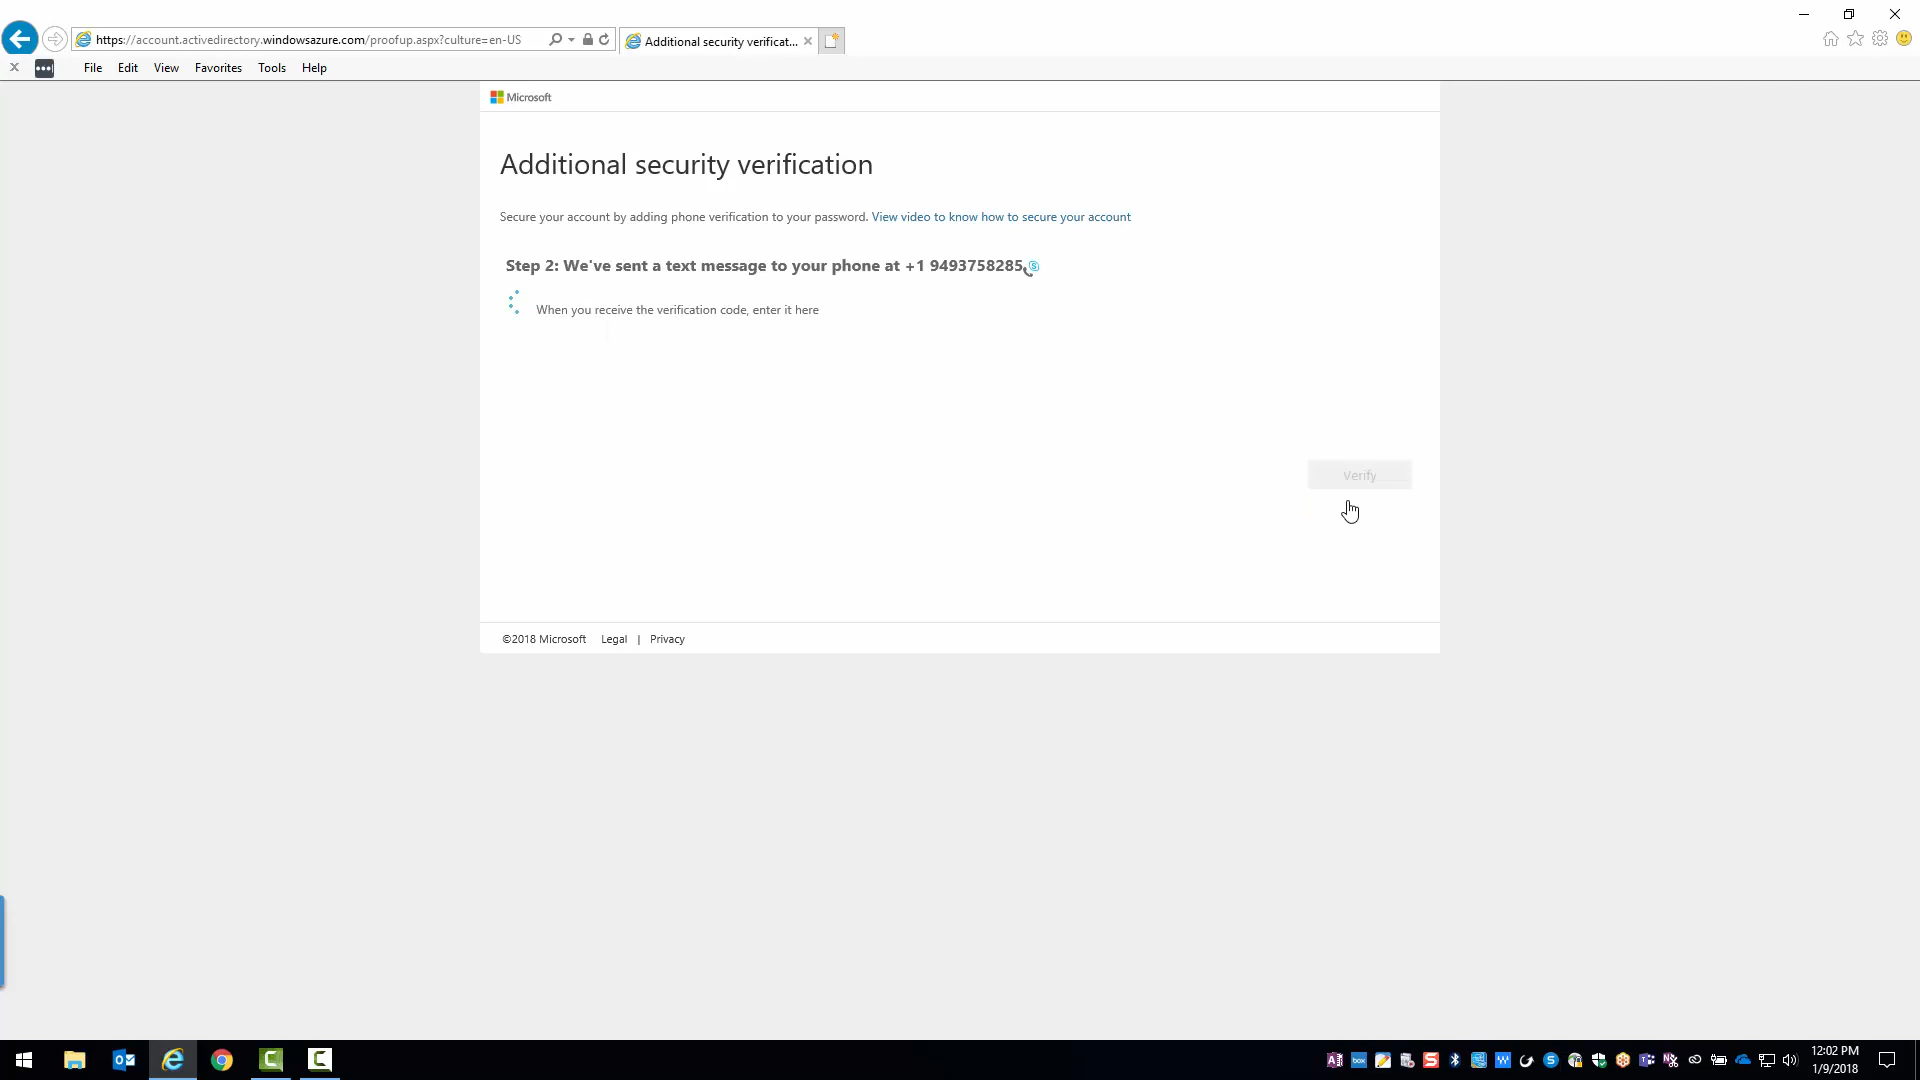 https://account.activedirectory.windowsazure.com/proofup.aspx?culture=en-US
Additional security verificat...
File Edit View Favorites Tools Help
Microsoft
Additional security verification
Secure your account by adding phone verification to your password. View video to know how to secure your account
Step 2: We've sent a text message to your phone at +1 9493758285
When you receive the verification code, enter it here
Verify
©2018 Microsoft Legal | Privacy
12:02 PM
1/9/2018